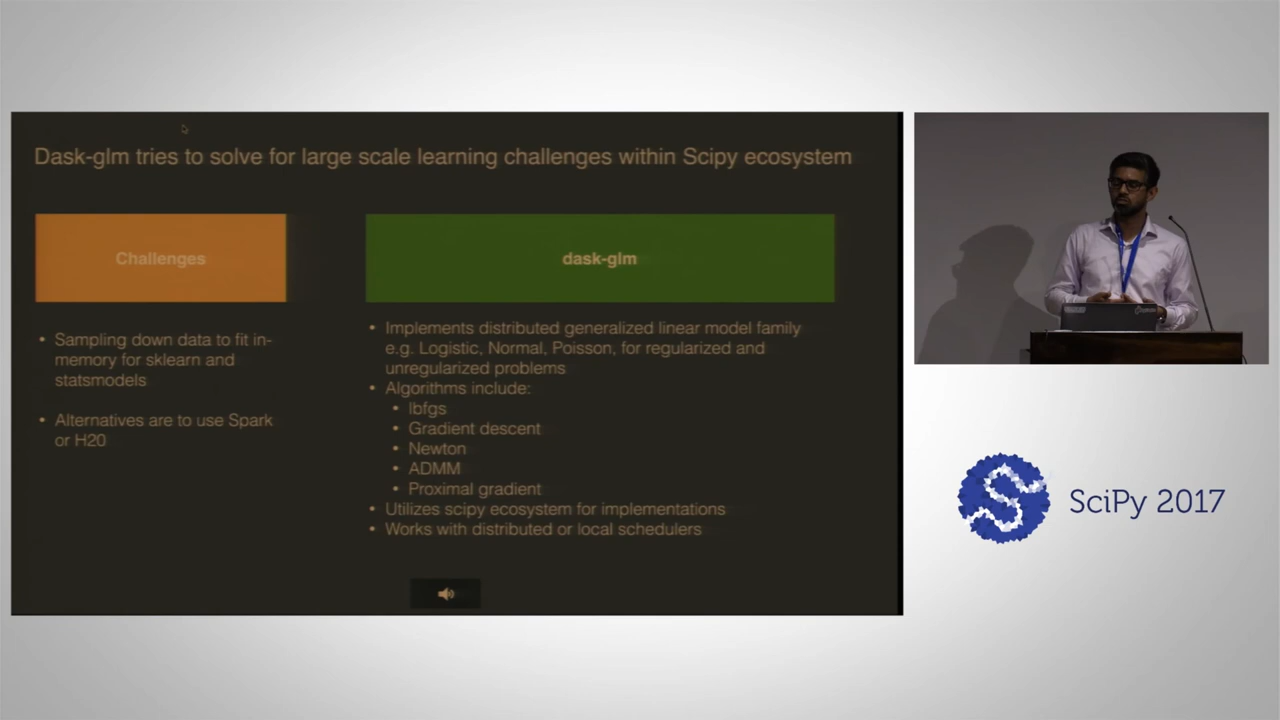 Dask-glm tries to solve for large scale learning challenges within Scipy ecosystem
Challenges
• Sampling down data to fit in-
memory for sklearn and
statsmodels
• Alternatives are to use Spark
or H20
dask-glm
• Implements distributed generalized linear model family
e.g. Logistic, Normal, Poisson, for regularized and
unregularized problems
• Algorithms include:
• lbfgs
• Gradient descent
• Newton
• ADMM
• Proximal gradient
• Utilizes scipy ecosystem for implementations
• Works with distributed or local schedulers
SciPy 2017